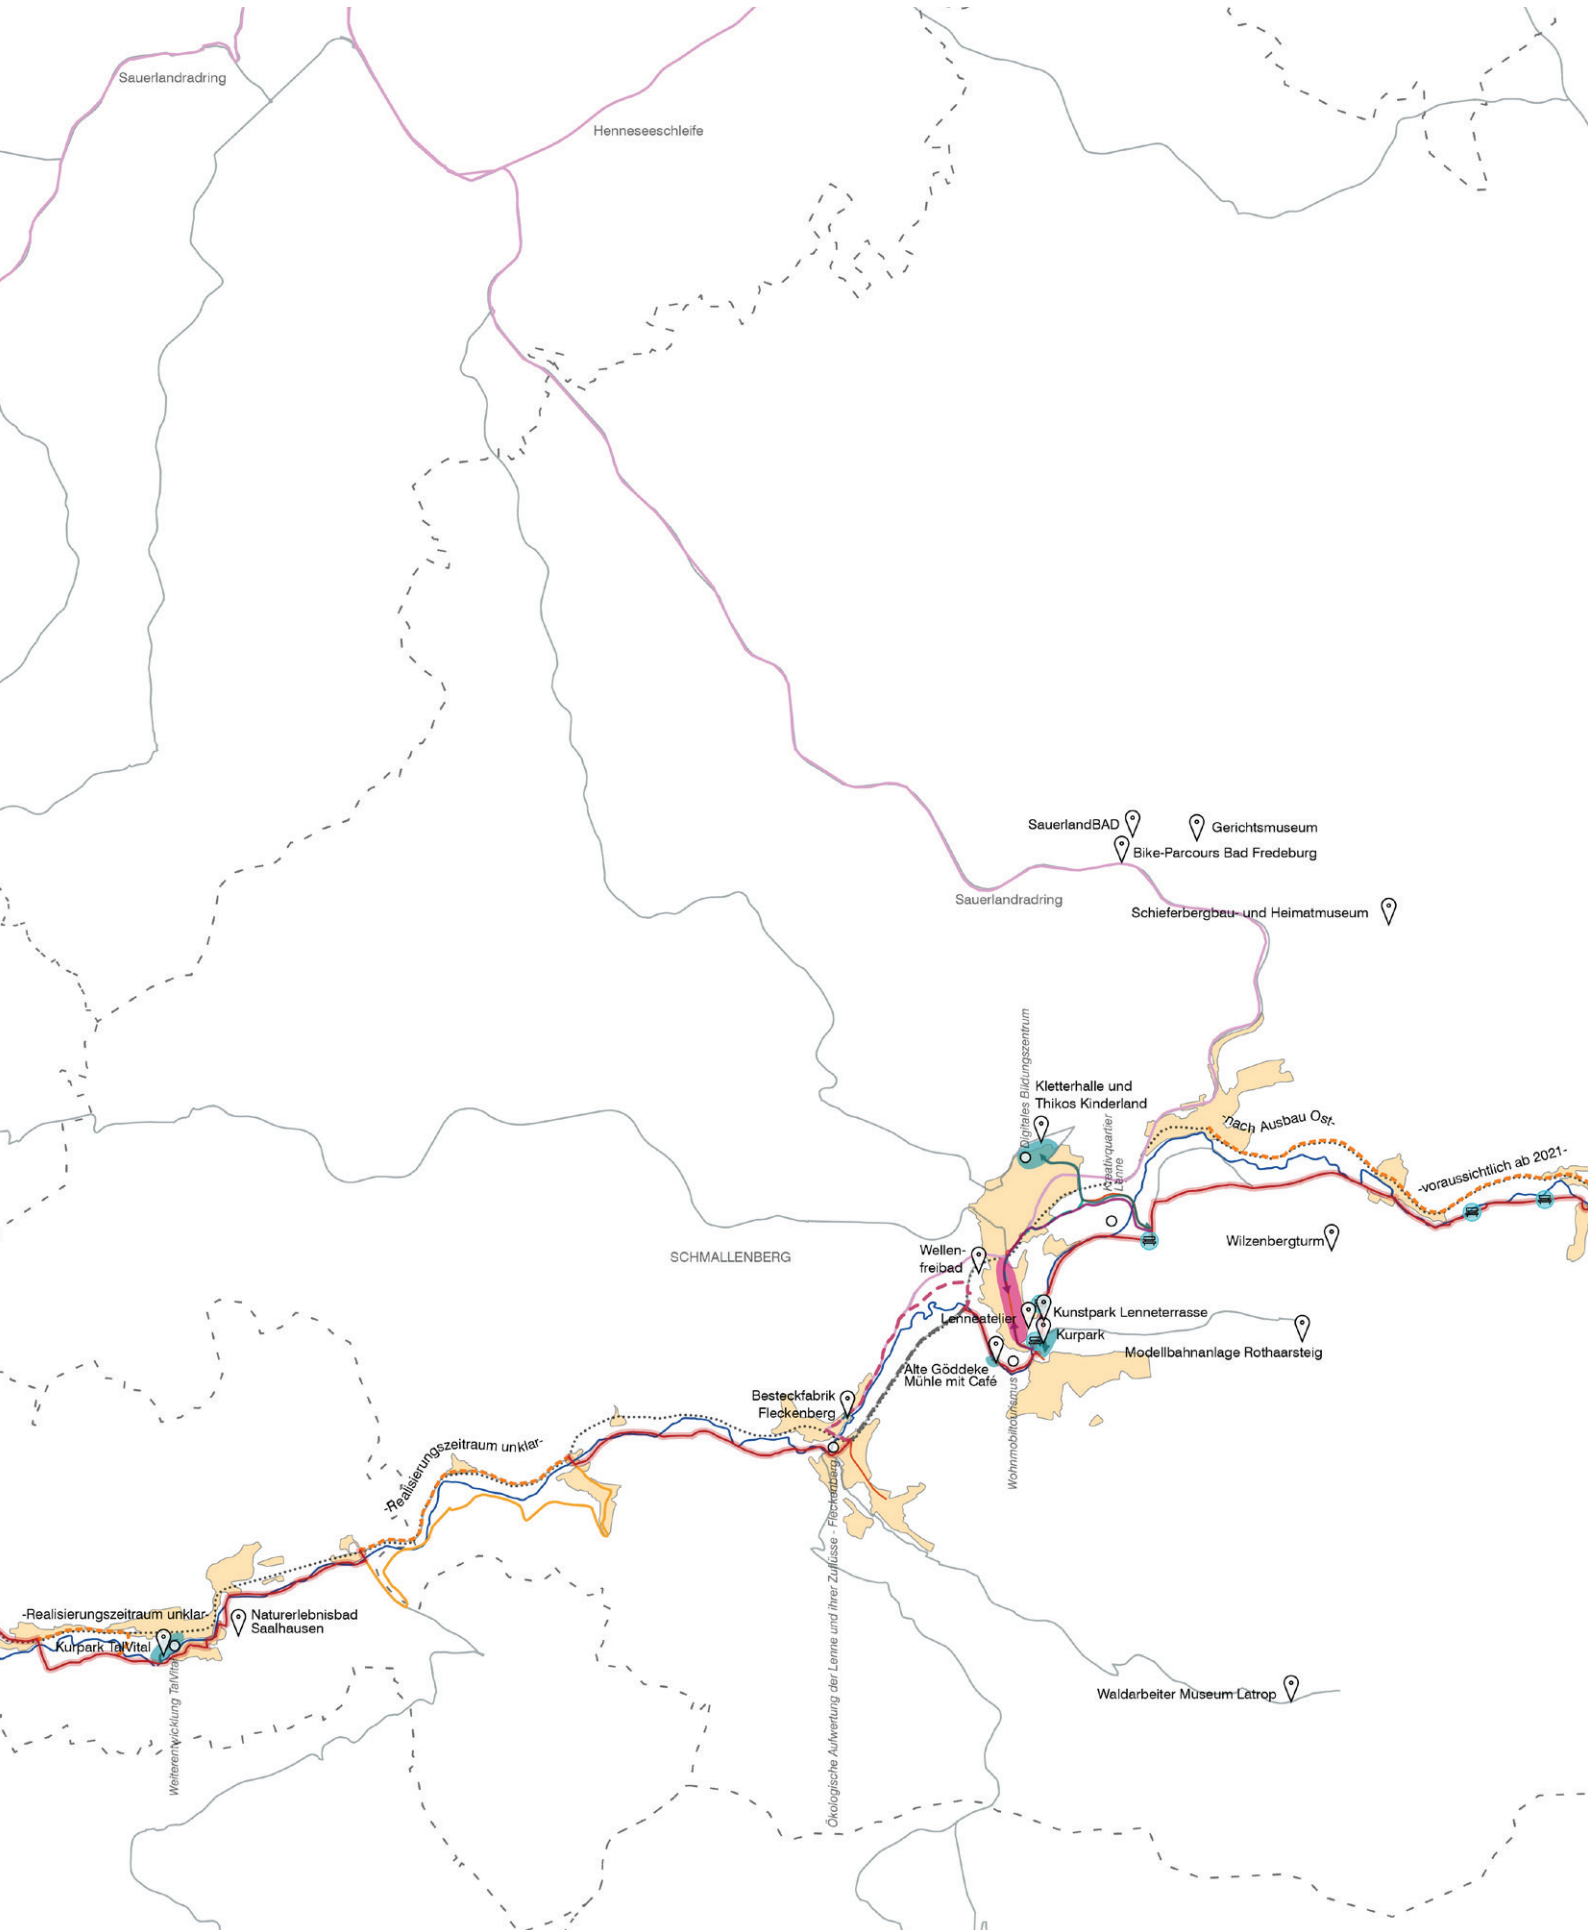 Sauerlandradring
Henneseeschleife
SauerlandBAD
Gerichtsmuseum
Bike-Parcours Bad Fredeburg
Sauerlandradring
Schieferbergbau- und Heimatmuseum
Digitales Bildungszentrum
Kletterhalle und
Thikos Kinderland
Kreativquartier
Lenne
-nach Ausbau Ost-
-voraussichtlich ab 2021-
SCHMALLENBERG
Wellen-
freibad
Wilzenbergturm
Lenneatelier
Kunstpark Lenneterrasse
Kurpark
Modellbahnanlage Rothaarsteig
Alte Göddeke
Mühle mit Café
Wohnmobiltourismus
Besteckfabrik
Fleckenberg
-Realisierungszeitraum unklar-
Ökologische Aufwertung der Lenne und ihrer Zuflüsse - Fleckenberg
-Realisierungszeitraum unklar-
Naturerlebnisbad
Saalhausen
Kurpark TalVital
Weiterentwicklung TalVital
Waldarbeiter Museum Latrop